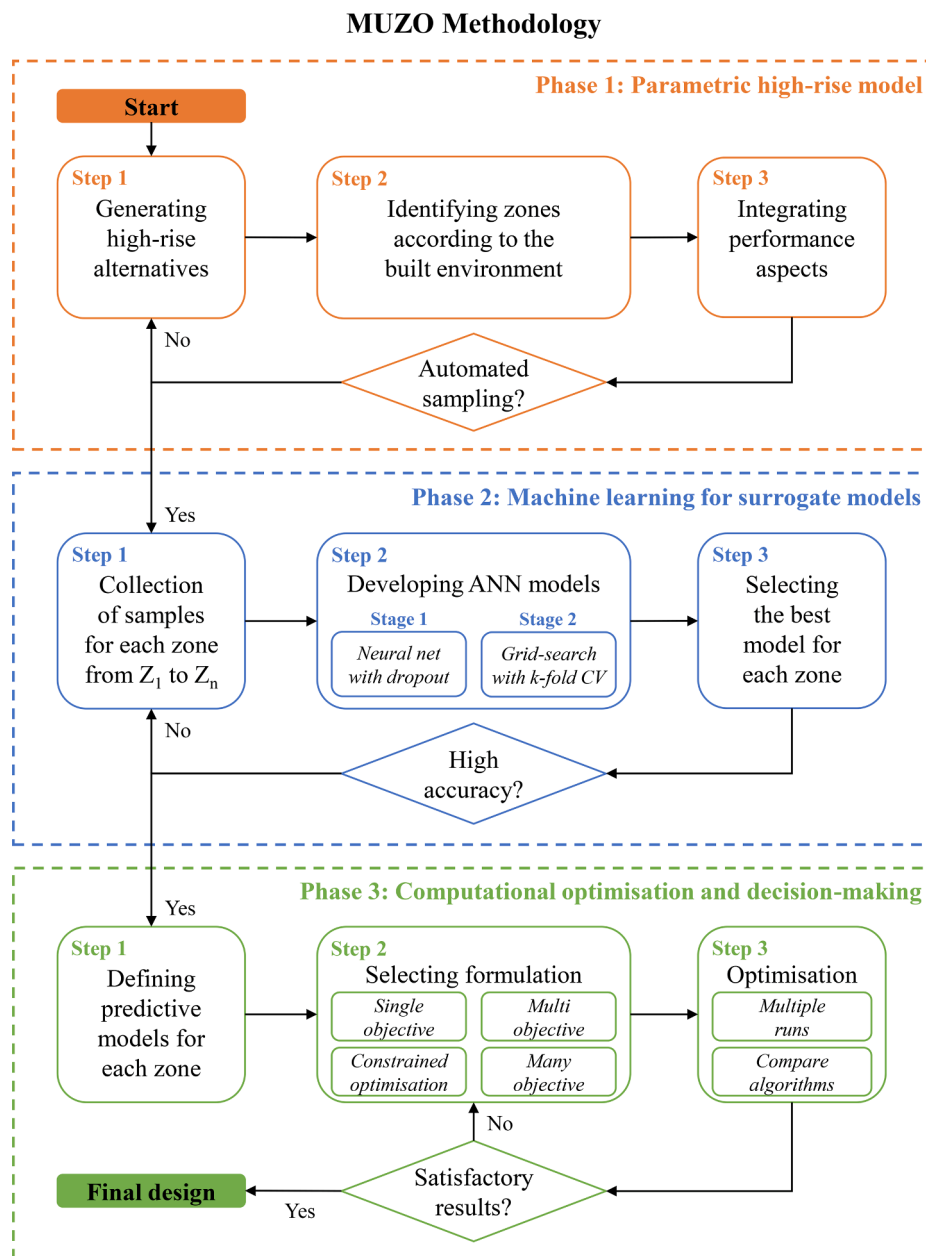 MUZO Methodology
Phase 1: Parametric high-rise model
Start
Step 1
Generating
high-rise
alternatives
Step 2
Identifying zones
according to the
built environment
Step 3
Integrating
performance
aspects
No
Automated
sampling?
Phase 2: Machine learning for surrogate models
Yes
Step 1
Collection
of samples
for each zone
from Z₁ to Zₙ
Step 2
Developing ANN models
Stage 1
Neural net
with dropout
Stage 2
Grid-search
with k-fold CV
Step 3
Selecting
the best
model for
each zone
No
High
accuracy?
Phase 3: Computational optimisation and decision-making
Yes
Step 1
Defining
predictive
models for
each zone
Step 2
Selecting formulation
Single
objective
Multi
objective
Constrained
optimisation
Many
objective
Step 3
Optimisation
Multiple
runs
Compare
algorithms
No
Satisfactory
results?
Yes
Final design